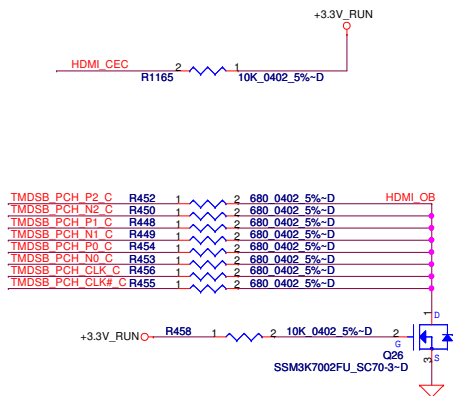 +3.3V_RUN
HDMI_CEC 2 1
R1165 10K_0402_5%~D
TMDSB_PCH_P2_C R452 1 2 680_0402_5%~D HDMI_OB
TMDSB_PCH_N2_C R450 1 2 680_0402_5%~D
TMDSB_PCH_P1_C R448 1 2 680_0402_5%~D
TMDSB_PCH_N1_C R449 1 2 680_0402_5%~D
TMDSB_PCH_P0_C R454 1 2 680_0402_5%~D
TMDSB_PCH_N0_C R453 1 2 680_0402_5%~D
TMDSB_PCH_CLK_C R456 1 2 680_0402_5%~D
TMDSB_PCH_CLK#_C R455 1 2 680_0402_5%~D
1 D
+3.3V_RUN R458 1 2 10K_0402_5%~D 2
G
Q26 3 S
SSM3K7002FU_SC70-3~D